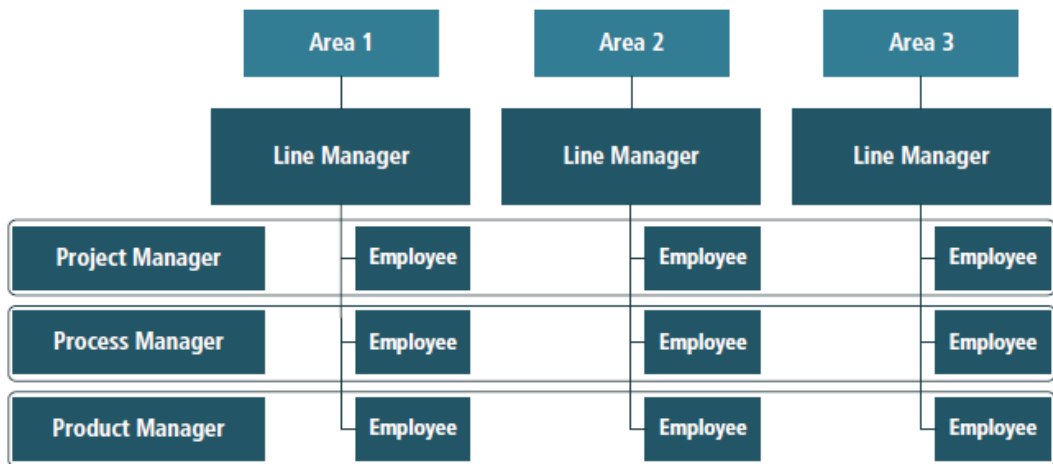 Area 1
Area 2
Area 3
Line Manager
Line Manager
Line Manager
Project Manager
Employee
Employee
Employee
Process Manager
Employee
Employee
Employee
Product Manager
Employee
Employee
Employee